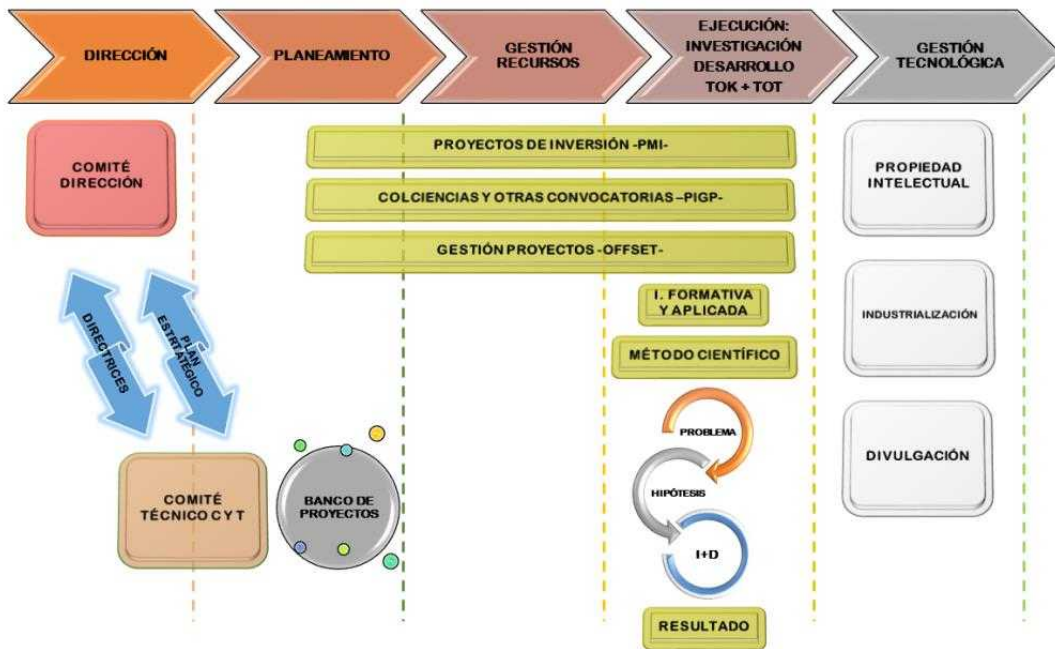 DIRECCIÓN
PLANEAMIENTO
GESTIÓN
RECURSOS
EJECUCIÓN:
INVESTIGACIÓN
DESARROLLO
TOK + TOT
GESTIÓN
TECNOLÓGICA
COMITÉ
DIRECCIÓN
PROYECTOS DE INVERSIÓN -PMI-
COLCIENCIAS Y OTRAS CONVOCATORIAS –PIGP-
GESTIÓN PROYECTOS -OFFSET-
PROPIEDAD
INTELECTUAL
DIRECTRICES
PLAN
ESTRTATÉGICO
I. FORMATIVA
Y APLICADA
MÉTODO CIENTÍFICO
INDUSTRIALIZACIÓN
PROBLEMA
HIPÓTESIS
I+D
RESULTADO
DIVULGACIÓN
COMITÉ
TÉCNICO C Y T
BANCO DE
PROYECTOS